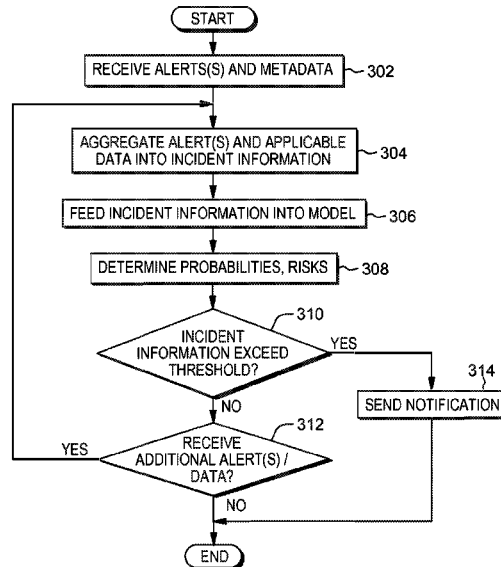 START
RECEIVE ALERTS(S) AND METADATA
302
AGGREGATE ALERT(S) AND APPLICABLE
DATA INTO INCIDENT INFORMATION
304
FEED INCIDENT INFORMATION INTO MODEL
306
DETERMINE PROBABILITIES, RISKS
308
310
INCIDENT
INFORMATION EXCEED
THRESHOLD?
YES
314
SEND NOTIFICATION
NO
312
YES
RECEIVE
ADDITIONAL ALERT(S) /
DATA?
NO
END